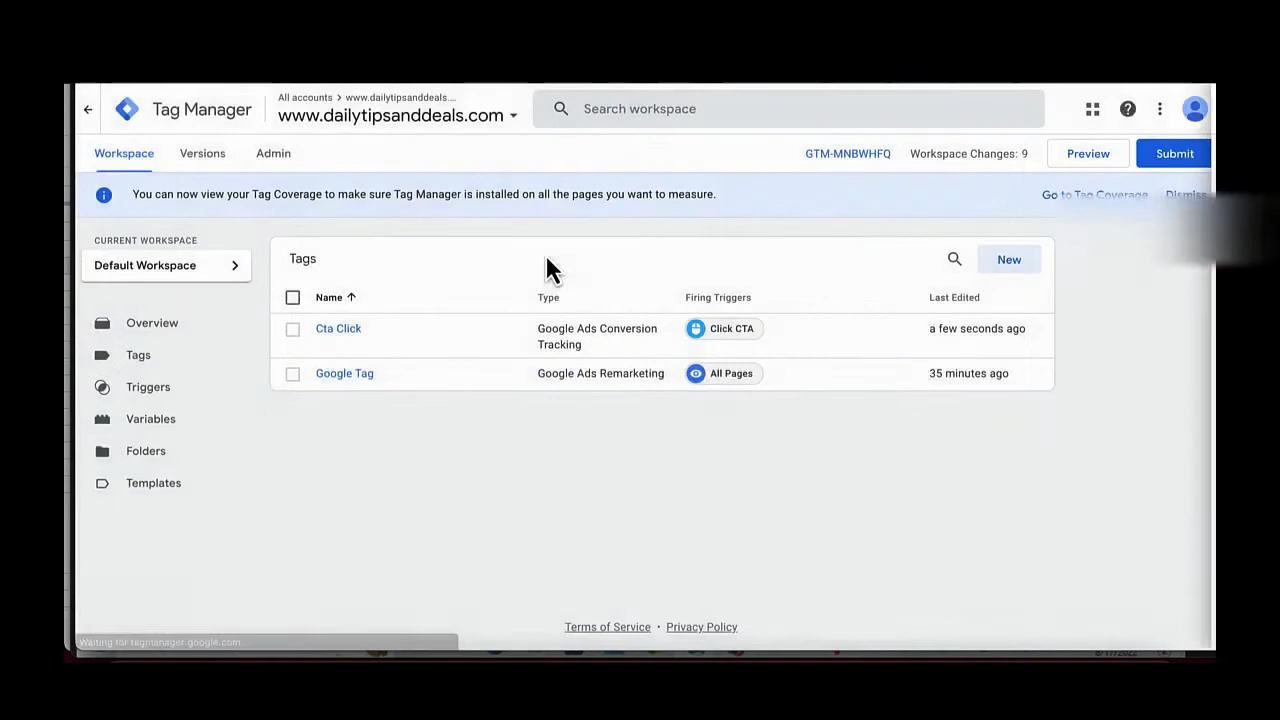 All accounts > www.dailytipsanddeals....
Tag Manager
www.dailytipsanddeals.com
Search workspace
Workspace
Versions
Admin
GTM-MNBWHFQ
Workspace Changes: 9
Preview
Submit
You can now view your Tag Coverage to make sure Tag Manager is installed on all the pages you want to measure.
Go to Tag Coverage
Dismiss
CURRENT WORKSPACE
Default Workspace
Overview
Tags
Triggers
Variables
Folders
Templates
Tags
New
Name
Type
Firing Triggers
Last Edited
Cta Click
Google Ads Conversion
Tracking
Click CTA
a few seconds ago
Google Tag
Google Ads Remarketing
All Pages
35 minutes ago
Terms of Service • Privacy Policy
Waiting for tagmanager.google.com
8/17/2022